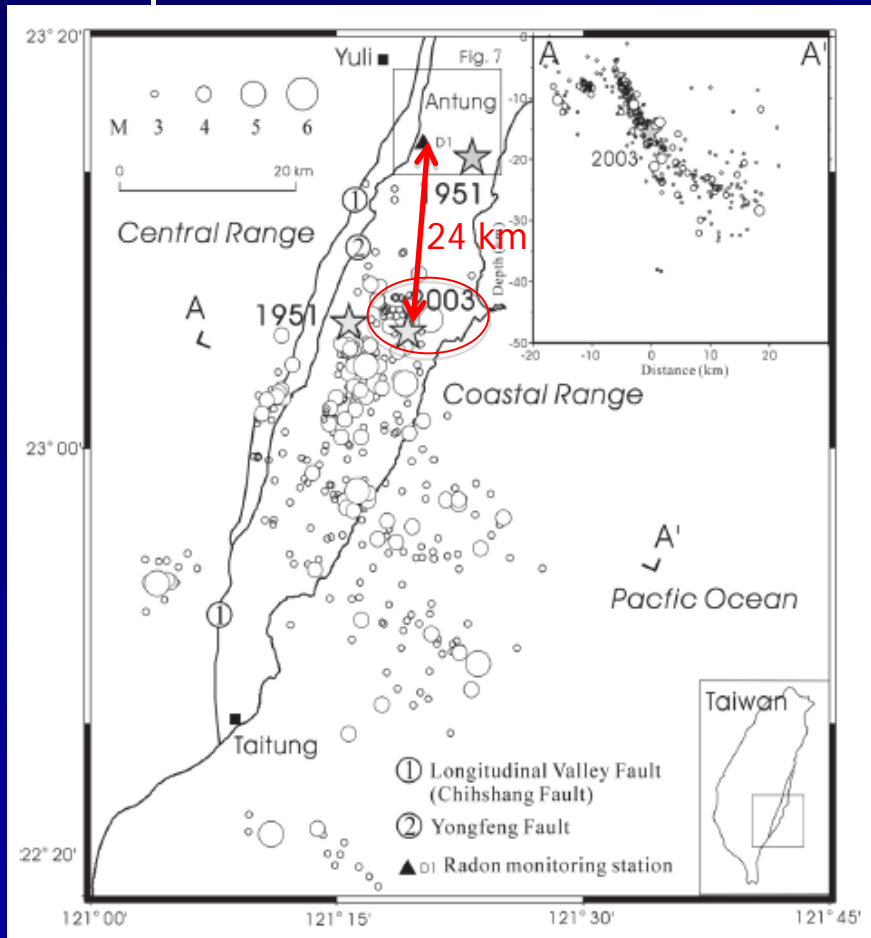 23° 20'
Yuli
Fig. 7
Antung
D1
M 3 4 5 6
0 20 km
1951
24 km
Central Range
1
2
A
1951
2003
Coastal Range
23° 00'
A'
Pacfic Ocean
1
Taitung
22° 20'
121° 00' 121° 15' 121° 30' 121° 45'
A A'
0
-10
-20
-30
-40
-50
2003
-20 -10 0 10 20
Distance (km)
1 Longitudinal Valley Fault
(Chihshang Fault)
2 Yongfeng Fault
D1 Radon monitoring station
Taiwan